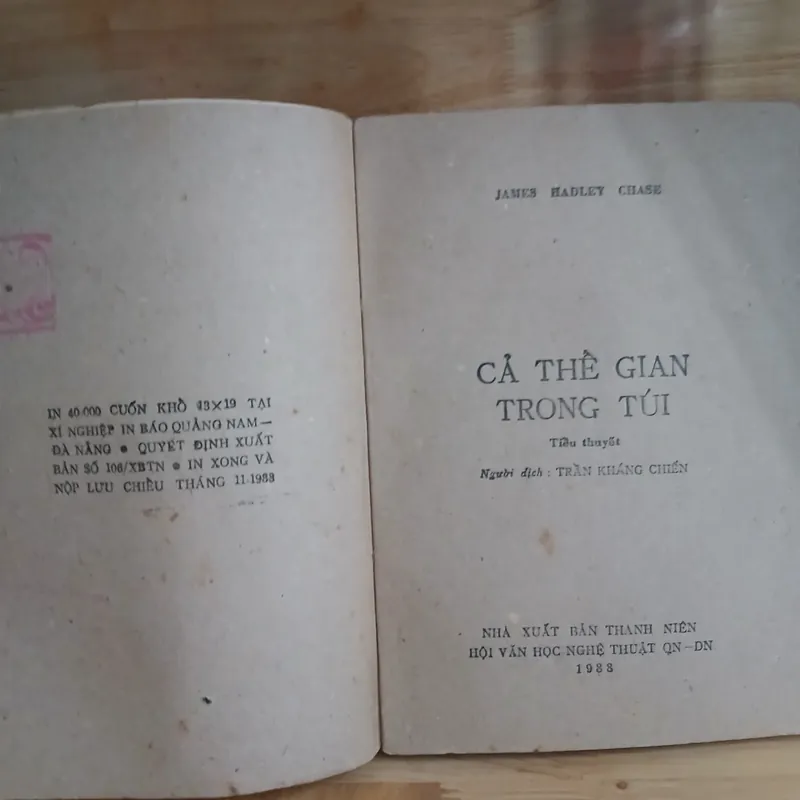 IN 40.000 CUỐN KHỔ 13×19 TẠI
XÍ NGHIỆP IN BÁO QUẢNG NAM—
ĐÀ NẴNG ● QUYẾT ĐỊNH XUẤT
BẢN SỐ 106/XBTN ● IN XONG VÀ
NỘP LƯU CHIỂU THÁNG 11-1988
JAMES HADLEY CHASE
CẢ THẾ GIAN
TRONG TÚI
Tiểu thuyết
Người dịch : TRẦN KHÁNG CHIẾN
NHÀ XUẤT BẢN THANH NIÊN
HỘI VĂN HỌC NGHỆ THUẬT QN—DN
1988